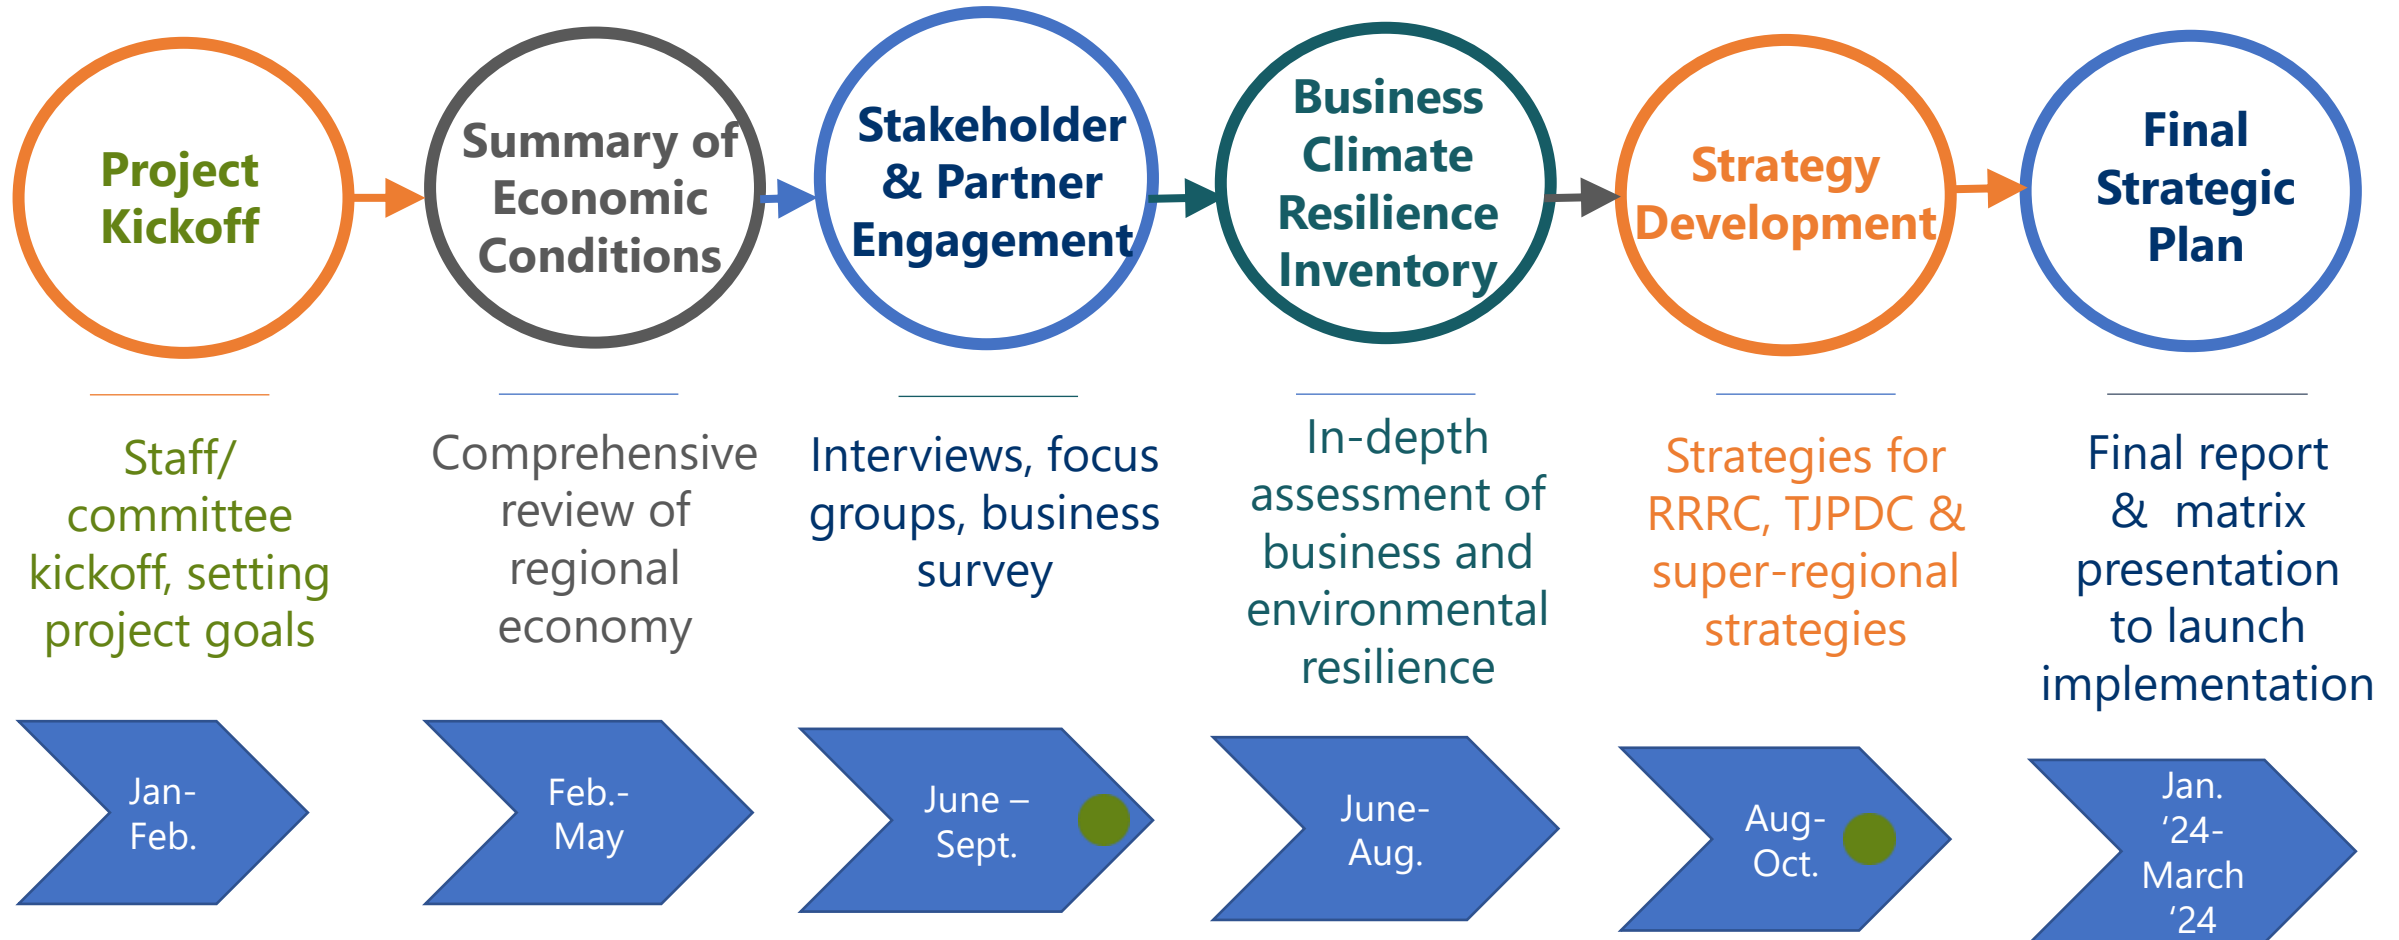 Project
Kickoff
Summary of
Economic
Conditions
Stakeholder
& Partner
Engagement
Business
Climate
Resilience
Inventory
Strategy
Development
Final
Strategic
Plan
Staff/
committee
kickoff, setting
project goals
Comprehensive
review of
regional
economy
Interviews, focus
groups, business
survey
In-depth
assessment of
business and
environmental
resilience
Strategies for
RRRC, TJPDC &
super-regional
strategies
Final report
&  matrix
presentation
to launch
implementation
Jan-
Feb.
Feb.-
May
June –
Sept.
June-
Aug.
Aug-
Oct.
Jan.
‘24-
March
‘24